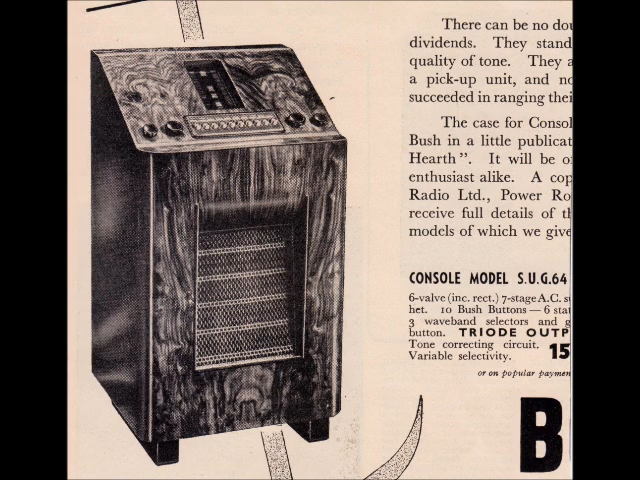 There can be no dou
dividends. They stand
quality of tone. They a
a pick-up unit, and no
succeeded in ranging thei
The case for Consol
Bush in a little publicat
Hearth". It will be o
enthusiast alike. A cop
Radio Ltd., Power Ro
receive full details of th
models of which we give
CONSOLE MODEL S.U.G.64
6-valve (inc. rect.) 7-stage A.C. su
het. 10 Bush Buttons — 6 stat
3 waveband selectors and g
button. TRIODE OUTP
Tone correcting circuit.
Variable selectivity. 15
or on popular paymen
B